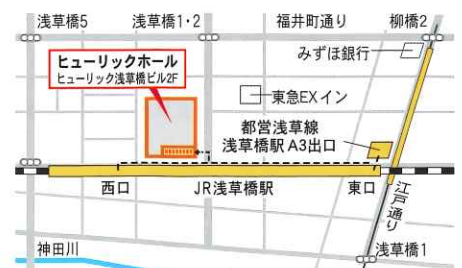 浅草橋5
浅草橋1・2
福井町通り
柳橋2
ヒューリックホール
ヒューリック浅草橋ビル2F
みずほ銀行
東急EXイン
都営浅草線
浅草橋駅 A3出口
西口
JR浅草橋駅
東口
江戸通り
神田川
浅草橋1